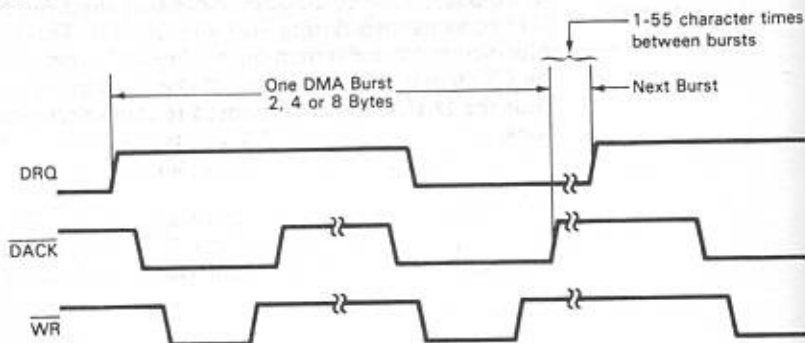 1-55 character times
between bursts
One DMA Burst
2, 4 or 8 Bytes
Next Burst
DRQ
DACK
WR